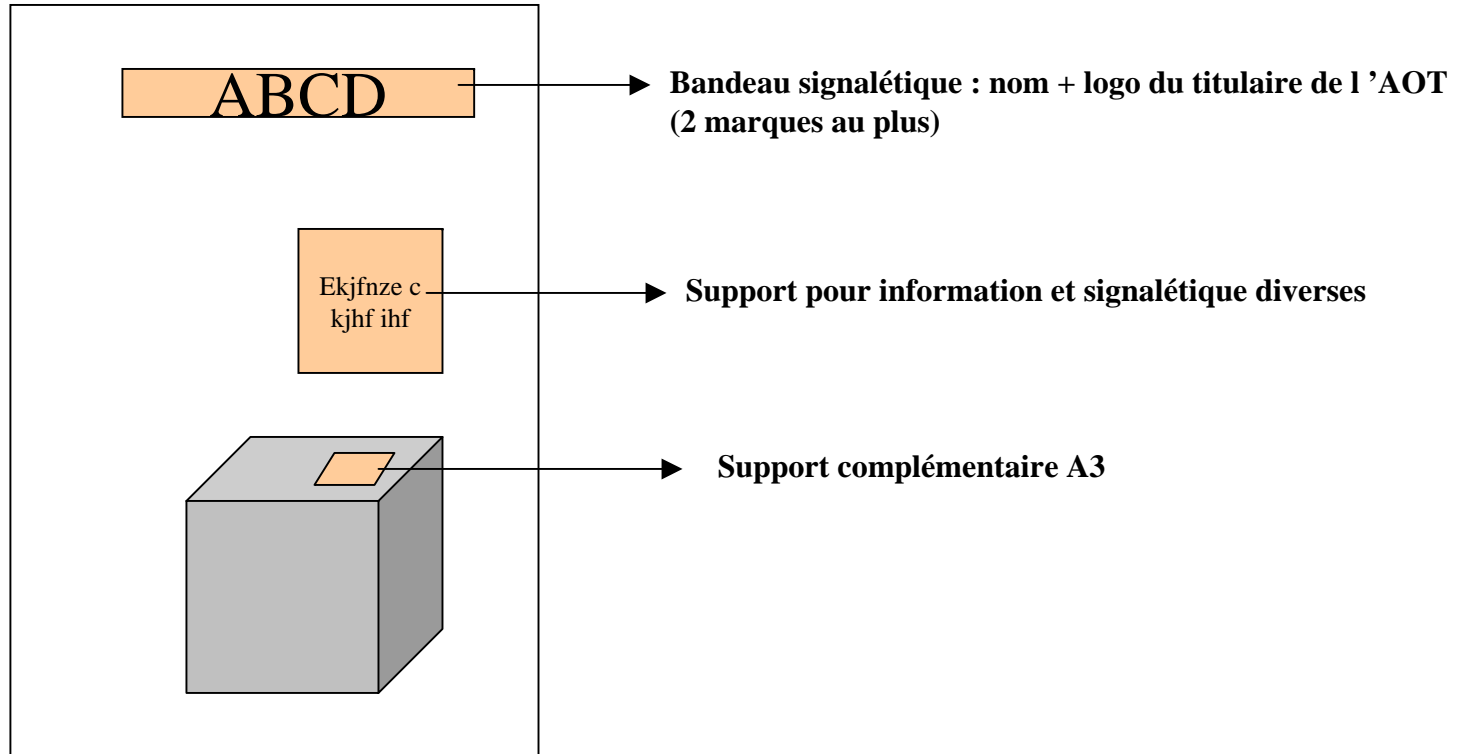 ABCD
Bandeau signalétique : nom + logo du titulaire de l ’AOT
(2 marques au plus)
Ekjfnze c
kjhf ihf
Support pour information et signalétique diverses
Support complémentaire A3